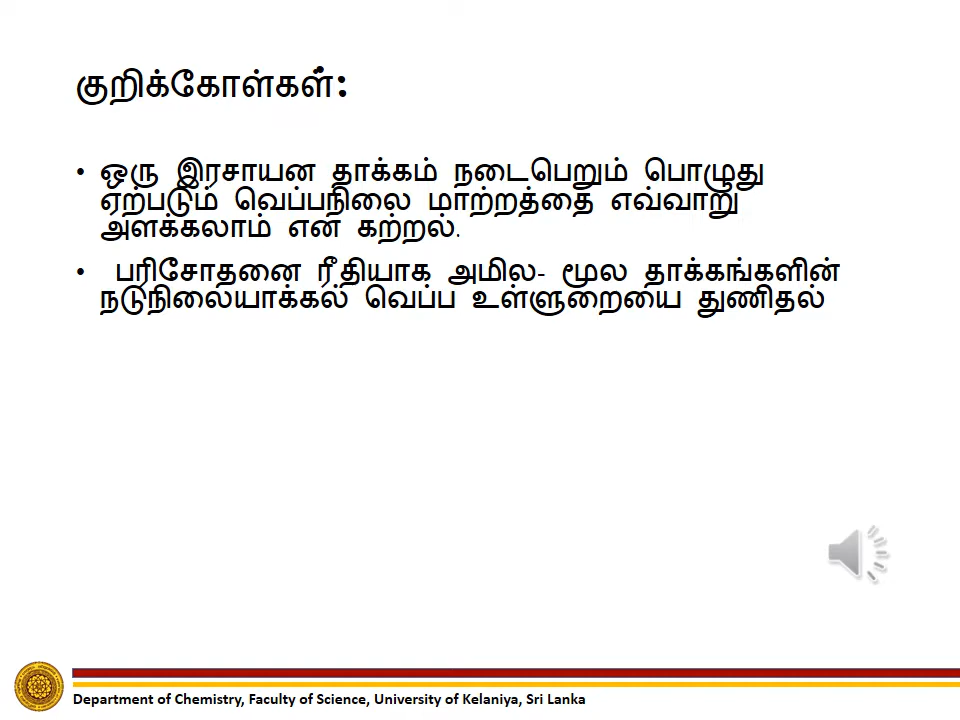 குறிக்கோள்கள்:
• ஒரு இரசாயன தாக்கம் நடைபெறும் பொழுது
ஏற்படும் வெப்பநிலை மாற்றத்தை எவ்வாறு
அளக்கலாம் என கற்றல்.
• பரிசோதனை ரீதியாக அமில- மூல தாக்கங்களின்
நடுநிலையாக்கல் வெப்ப உள்ளுறையை துணிதல்
Department of Chemistry, Faculty of Science, University of Kelaniya, Sri Lanka